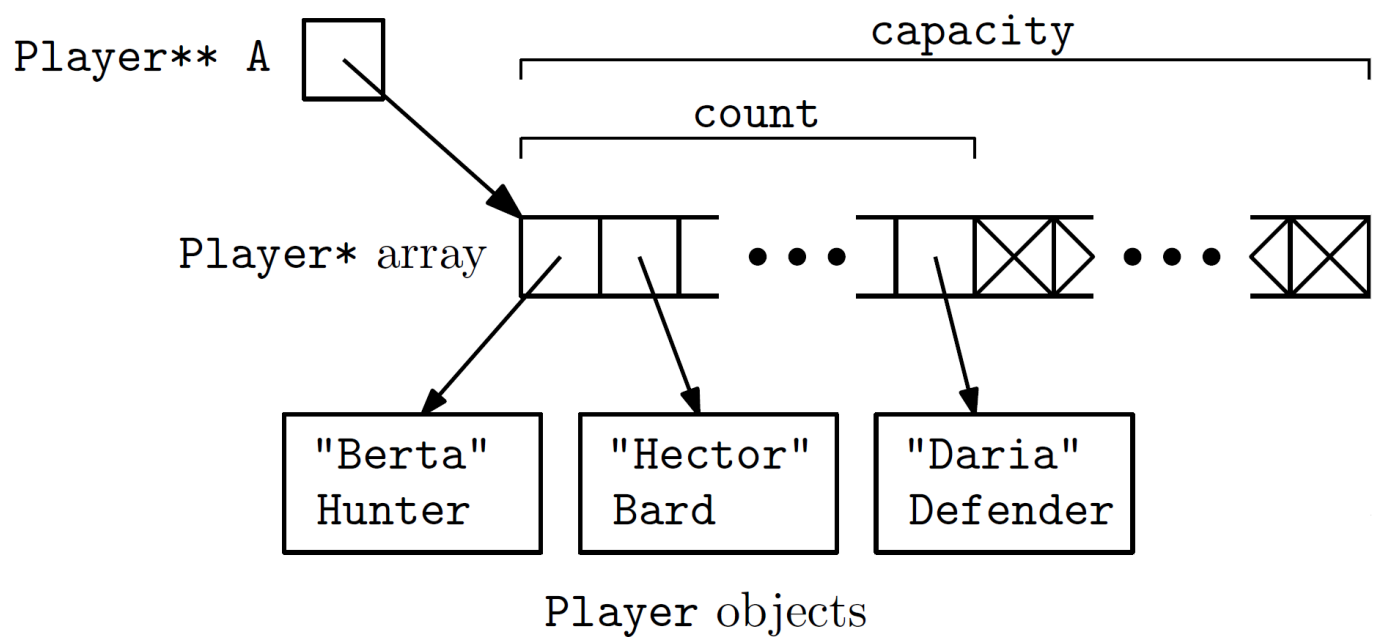 capacity
Player** A
count
Player* array
"Berta"
Hunter
"Hector"
Bard
"Daria"
Defender
Player objects